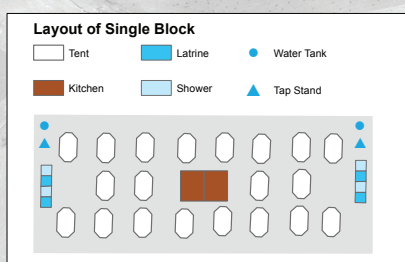 Layout of Single Block
Tent Latrine Water Tank
Kitchen Shower Tap Stand